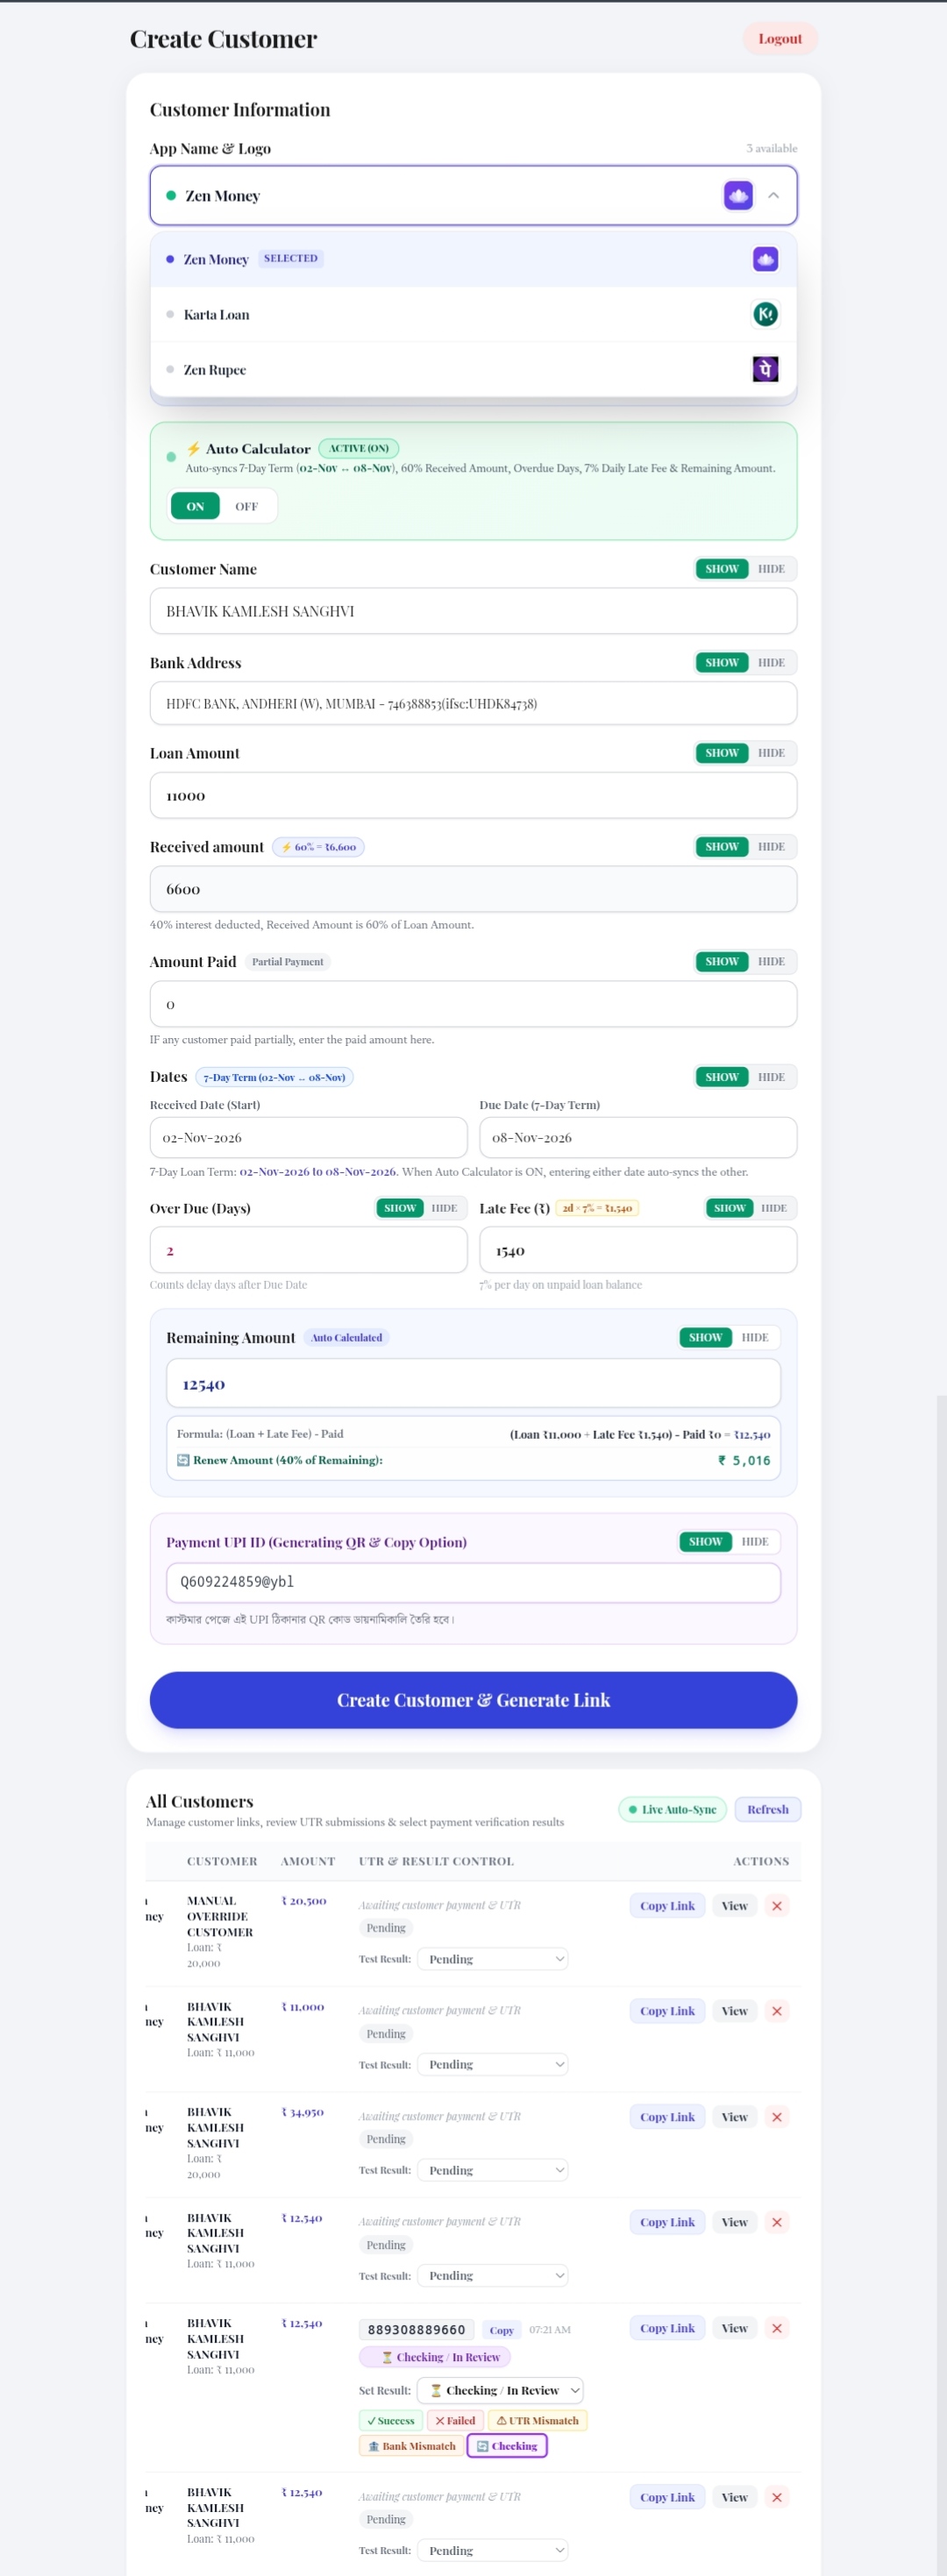 Create Customer
Logout
Customer Information
App Name & Logo
3 available
Zen Money
Zen Money SELECTED
Karta Loan
Zen Rupee
⚡ Auto Calculator ACTIVE (ON)
Auto-syncs 7-Day Term (02-Nov ↔ 08-Nov), 60% Received Amount, Overdue Days, 7% Daily Late Fee & Remaining Amount.
ON OFF
Customer Name SHOW HIDE
BHAVIK KAMLESH SANGHVI
Bank Address SHOW HIDE
HDFC BANK, ANDHERI (W), MUMBAI - 746388853(ifsc:UHDK84738)
Loan Amount SHOW HIDE
11000
Received amount ⚡ 60% = ₹6,600 SHOW HIDE
6600
40% interest deducted, Received Amount is 60% of Loan Amount.
Amount Paid Partial Payment SHOW HIDE
0
IF any customer paid partially, enter the paid amount here.
Dates 7-Day Term (02-Nov ↔ 08-Nov) SHOW HIDE
Received Date (Start) Due Date (7-Day Term)
02-Nov-2026 08-Nov-2026
7-Day Loan Term: 02-Nov-2026 to 08-Nov-2026. When Auto Calculator is ON, entering either date auto-syncs the other.
Over Due (Days) SHOW HIDE Late Fee (₹) 2d × 7% = ₹1,540 SHOW HIDE
2 1540
Counts delay days after Due Date 7% per day on unpaid loan balance
Remaining Amount Auto Calculated SHOW HIDE
12540
Formula: (Loan + Late Fee) - Paid (Loan ₹11,000 + Late Fee ₹1,540) - Paid ₹0 = ₹12,540
Renew Amount (40% of Remaining): ₹ 5,016
Payment UPI ID (Generating QR & Copy Option) SHOW HIDE
Q609224859@ybl
কাস্টমার পেজে এই UPI ঠিকানার QR কোড ডায়নামিকালি তৈরি হবে।
Create Customer & Generate Link
All Customers
Live Auto-Sync Refresh
Manage customer links, review UTR submissions & select payment verification results
CUSTOMER AMOUNT UTR & RESULT CONTROL ACTIONS
MANUAL ₹ 20,500 Awaiting customer payment & UTR Copy Link View ✕
ney OVERRIDE Pending
CUSTOMER
Loan: ₹ Test Result: Pending
20,000
BHAVIK ₹ 11,000 Awaiting customer payment & UTR Copy Link View ✕
ney KAMLESH Pending
SANGHVI
Loan: ₹ 11,000 Test Result: Pending
BHAVIK ₹ 34,950 Awaiting customer payment & UTR Copy Link View ✕
ney KAMLESH Pending
SANGHVI
Loan: ₹ Test Result: Pending
20,000
BHAVIK ₹ 12,540 Awaiting customer payment & UTR Copy Link View ✕
ney KAMLESH Pending
SANGHVI
Loan: ₹ 11,000 Test Result: Pending
BHAVIK ₹ 12,540 889308889660 Copy 07:21 AM Copy Link View ✕
ney KAMLESH ⏳ Checking / In Review
SANGHVI
Loan: ₹ 11,000 Set Result: ⏳ Checking / In Review
✓ Success ✕ Failed ⚠ UTR Mismatch
🏦 Bank Mismatch 🔄 Checking
BHAVIK ₹ 12,540 Awaiting customer payment & UTR Copy Link View ✕
ney KAMLESH Pending
SANGHVI
Loan: ₹ 11,000 Test Result: Pending